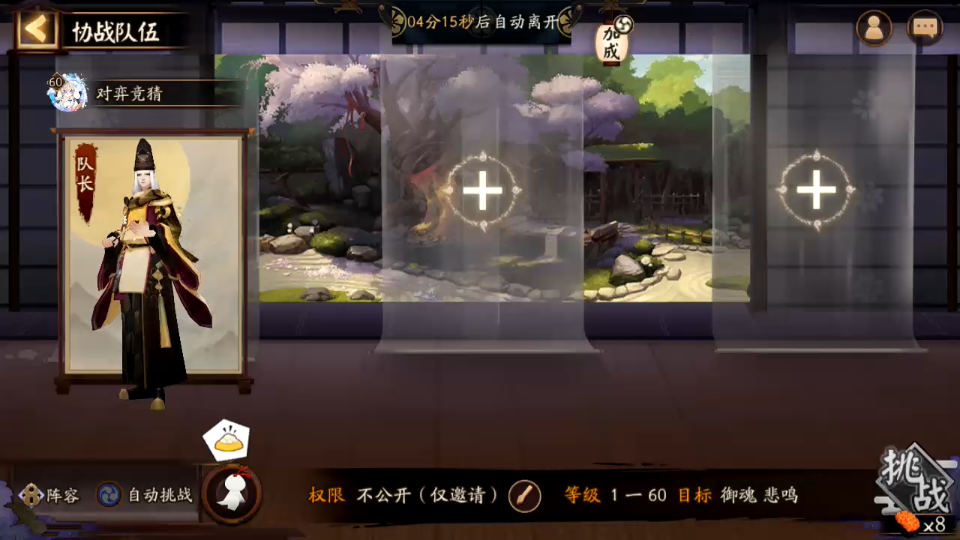 协战队伍
04分15秒后自动离开
加成
60
对弈竞猜
队长
阵容
自动挑战
权限 不公开（仅邀请）
等级 1 一 60 目标 御魂 悲鸣
挑战
x8